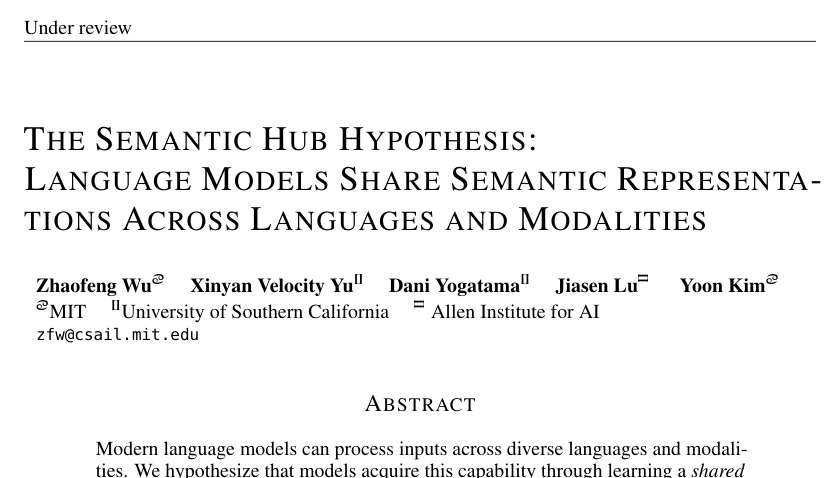 Under review
THE SEMANTIC HUB HYPOTHESIS:
LANGUAGE MODELS SHARE SEMANTIC REPRESENTA-
TIONS ACROSS LANGUAGES AND MODALITIES
Zhaofeng Wu Xinyan Velocity Yu Dani Yogatama Jiasen Lu Yoon Kim
MIT University of Southern California Allen Institute for AI
zfw@csail.mit.edu
ABSTRACT
Modern language models can process inputs across diverse languages and modali-
ties. We hypothesize that models acquire this capability through learning a shared